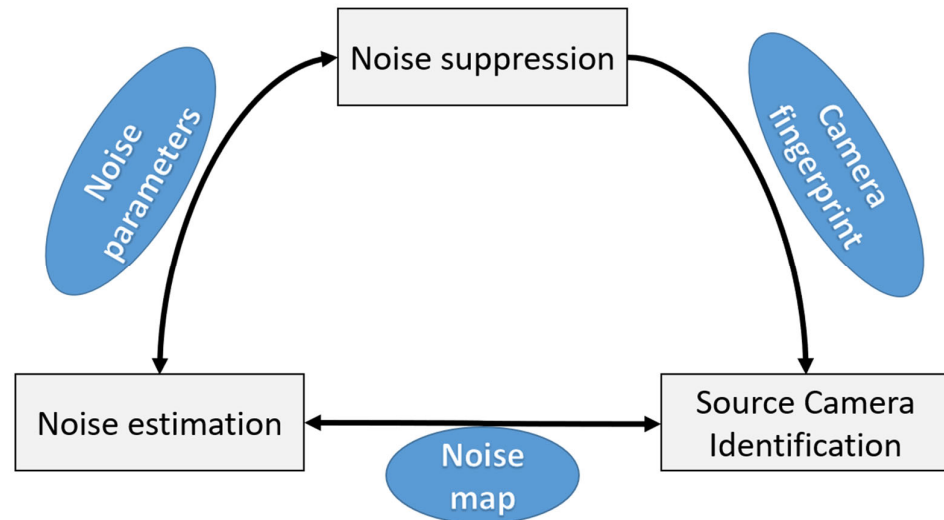 Noise suppression
Noise
parameters
Camera
fingerprint
Noise estimation
Noise
map
Source Camera
Identification